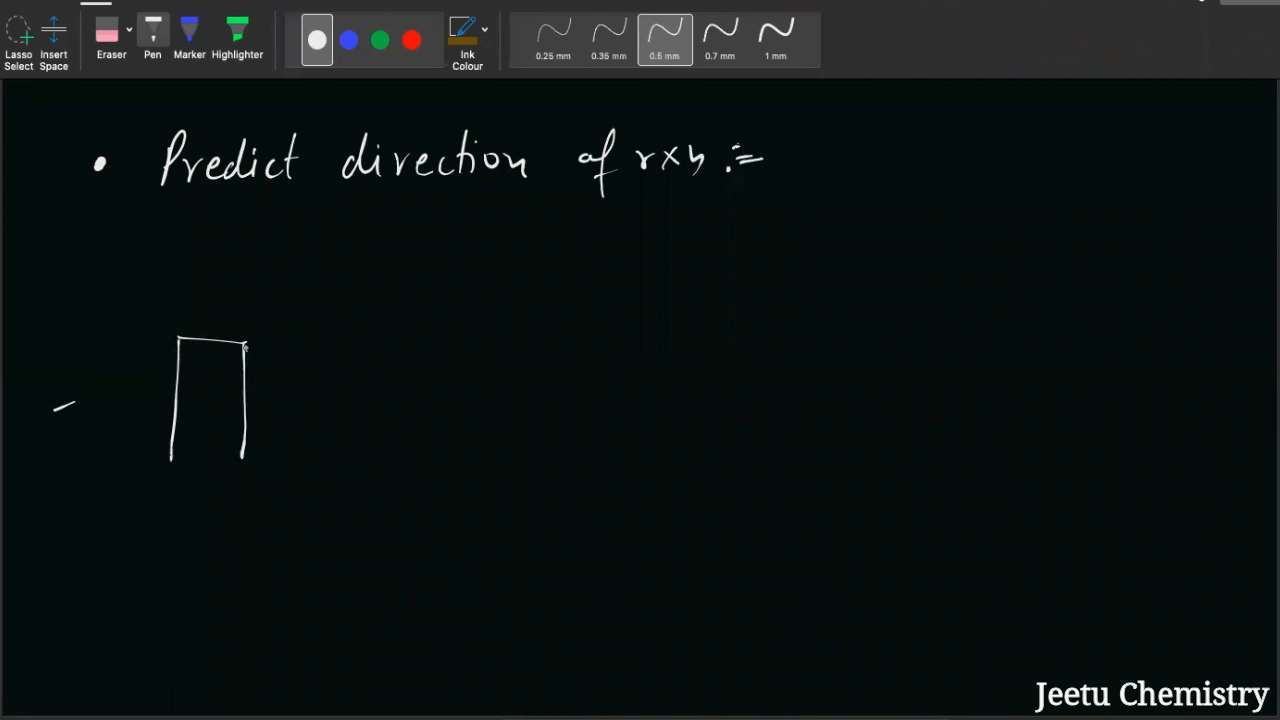 Lasso Select
Insert Space
Eraser
Pen
Marker
Highlighter
Ink Colour
0.25 mm
0.35 mm
0.5 mm
0.7 mm
1 mm
• Predict direction of rxn :=
Jeetu Chemistry